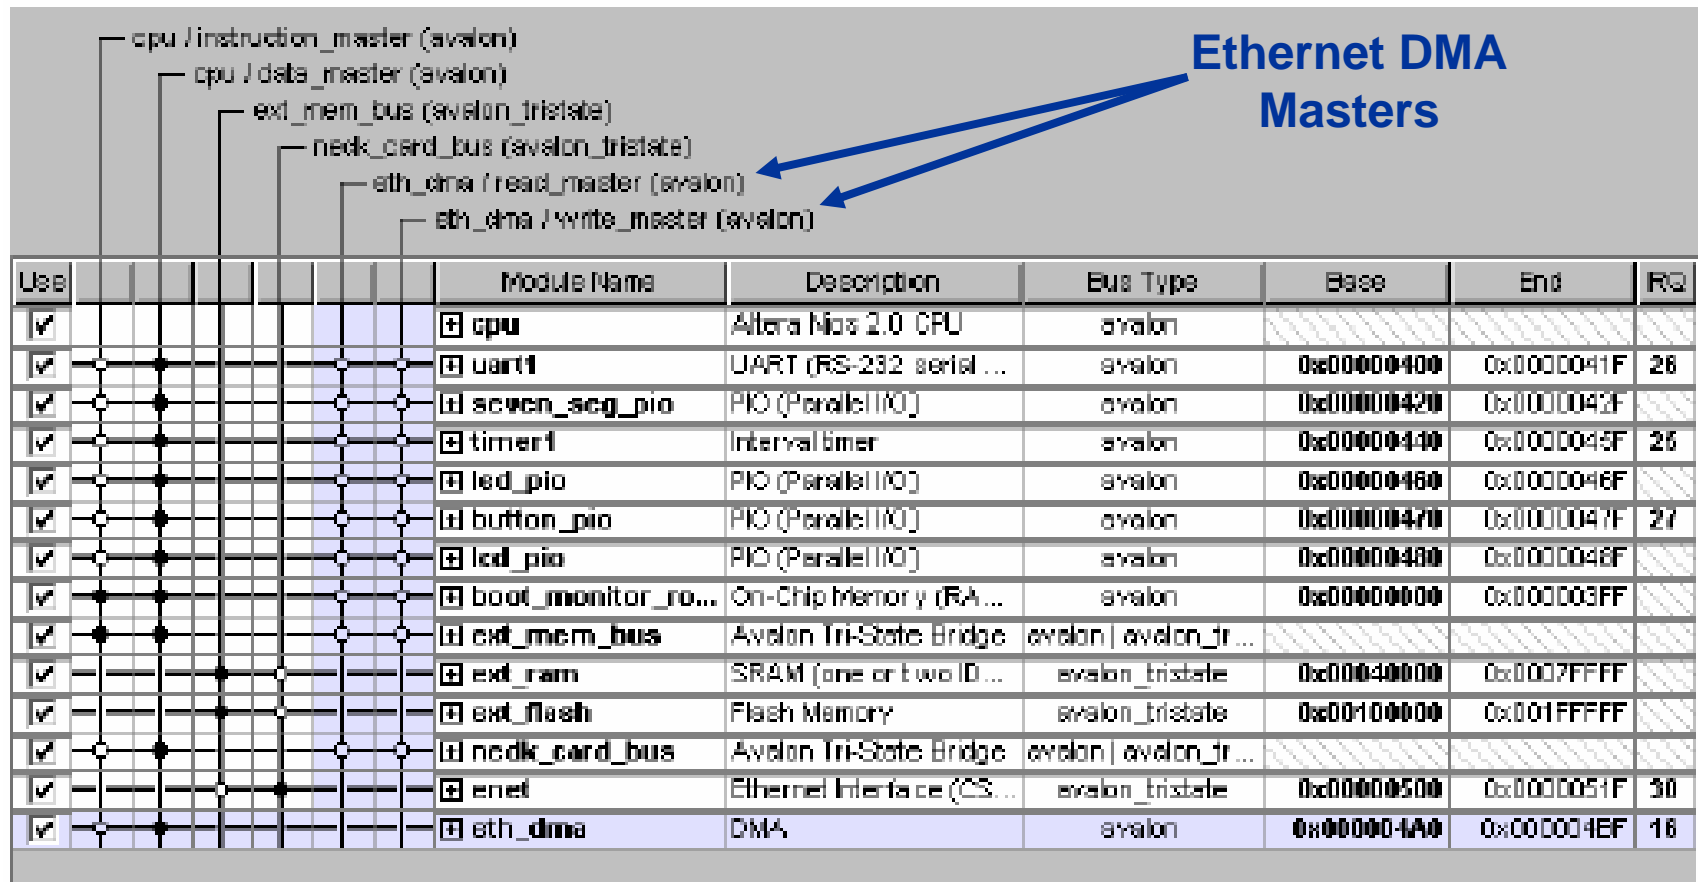 cpu / instruction_master (avalon)
cpu / data_master (avalon)
ext_mem_bus (avalon_tristate)
nedk_card_bus (avalon_tristate)
eth_dma / read_master (avalon)
eth_dma / write_master (avalon)
Ethernet DMA
Masters
Use Module Name Description Bus Type Base End IRQ
cpu Altera Nios 2.0 CPU avalon
uart1 UART (RS-232 serial ... avalon 0x00000400 0x0000041F 26
seven_seg_pio PIO (Parallel I/O) avalon 0x00000420 0x0000042F
timer1 Interval timer avalon 0x00000440 0x0000045F 25
led_pio PIO (Parallel I/O) avalon 0x00000460 0x0000046F
button_pio PIO (Parallel I/O) avalon 0x00000470 0x0000047F 27
lcd_pio PIO (Parallel I/O) avalon 0x00000480 0x0000048F
boot_monitor_ro... On-Chip Memory (RA... avalon 0x00000000 0x000003FF
ext_mem_bus Avalon Tri-State Bridge avalon | avalon_tr...
ext_ram SRAM (one or two ID... avalon_tristate 0x00040000 0x0007FFFF
ext_flash Flash Memory avalon_tristate 0x00100000 0x001FFFFF
nedk_card_bus Avalon Tri-State Bridge avalon | avalon_tr...
enet Ethernet Interface (CS... avalon_tristate 0x00000500 0x0000051F 30
eth_dma DMA avalon 0x000004A0 0x000004BF 16